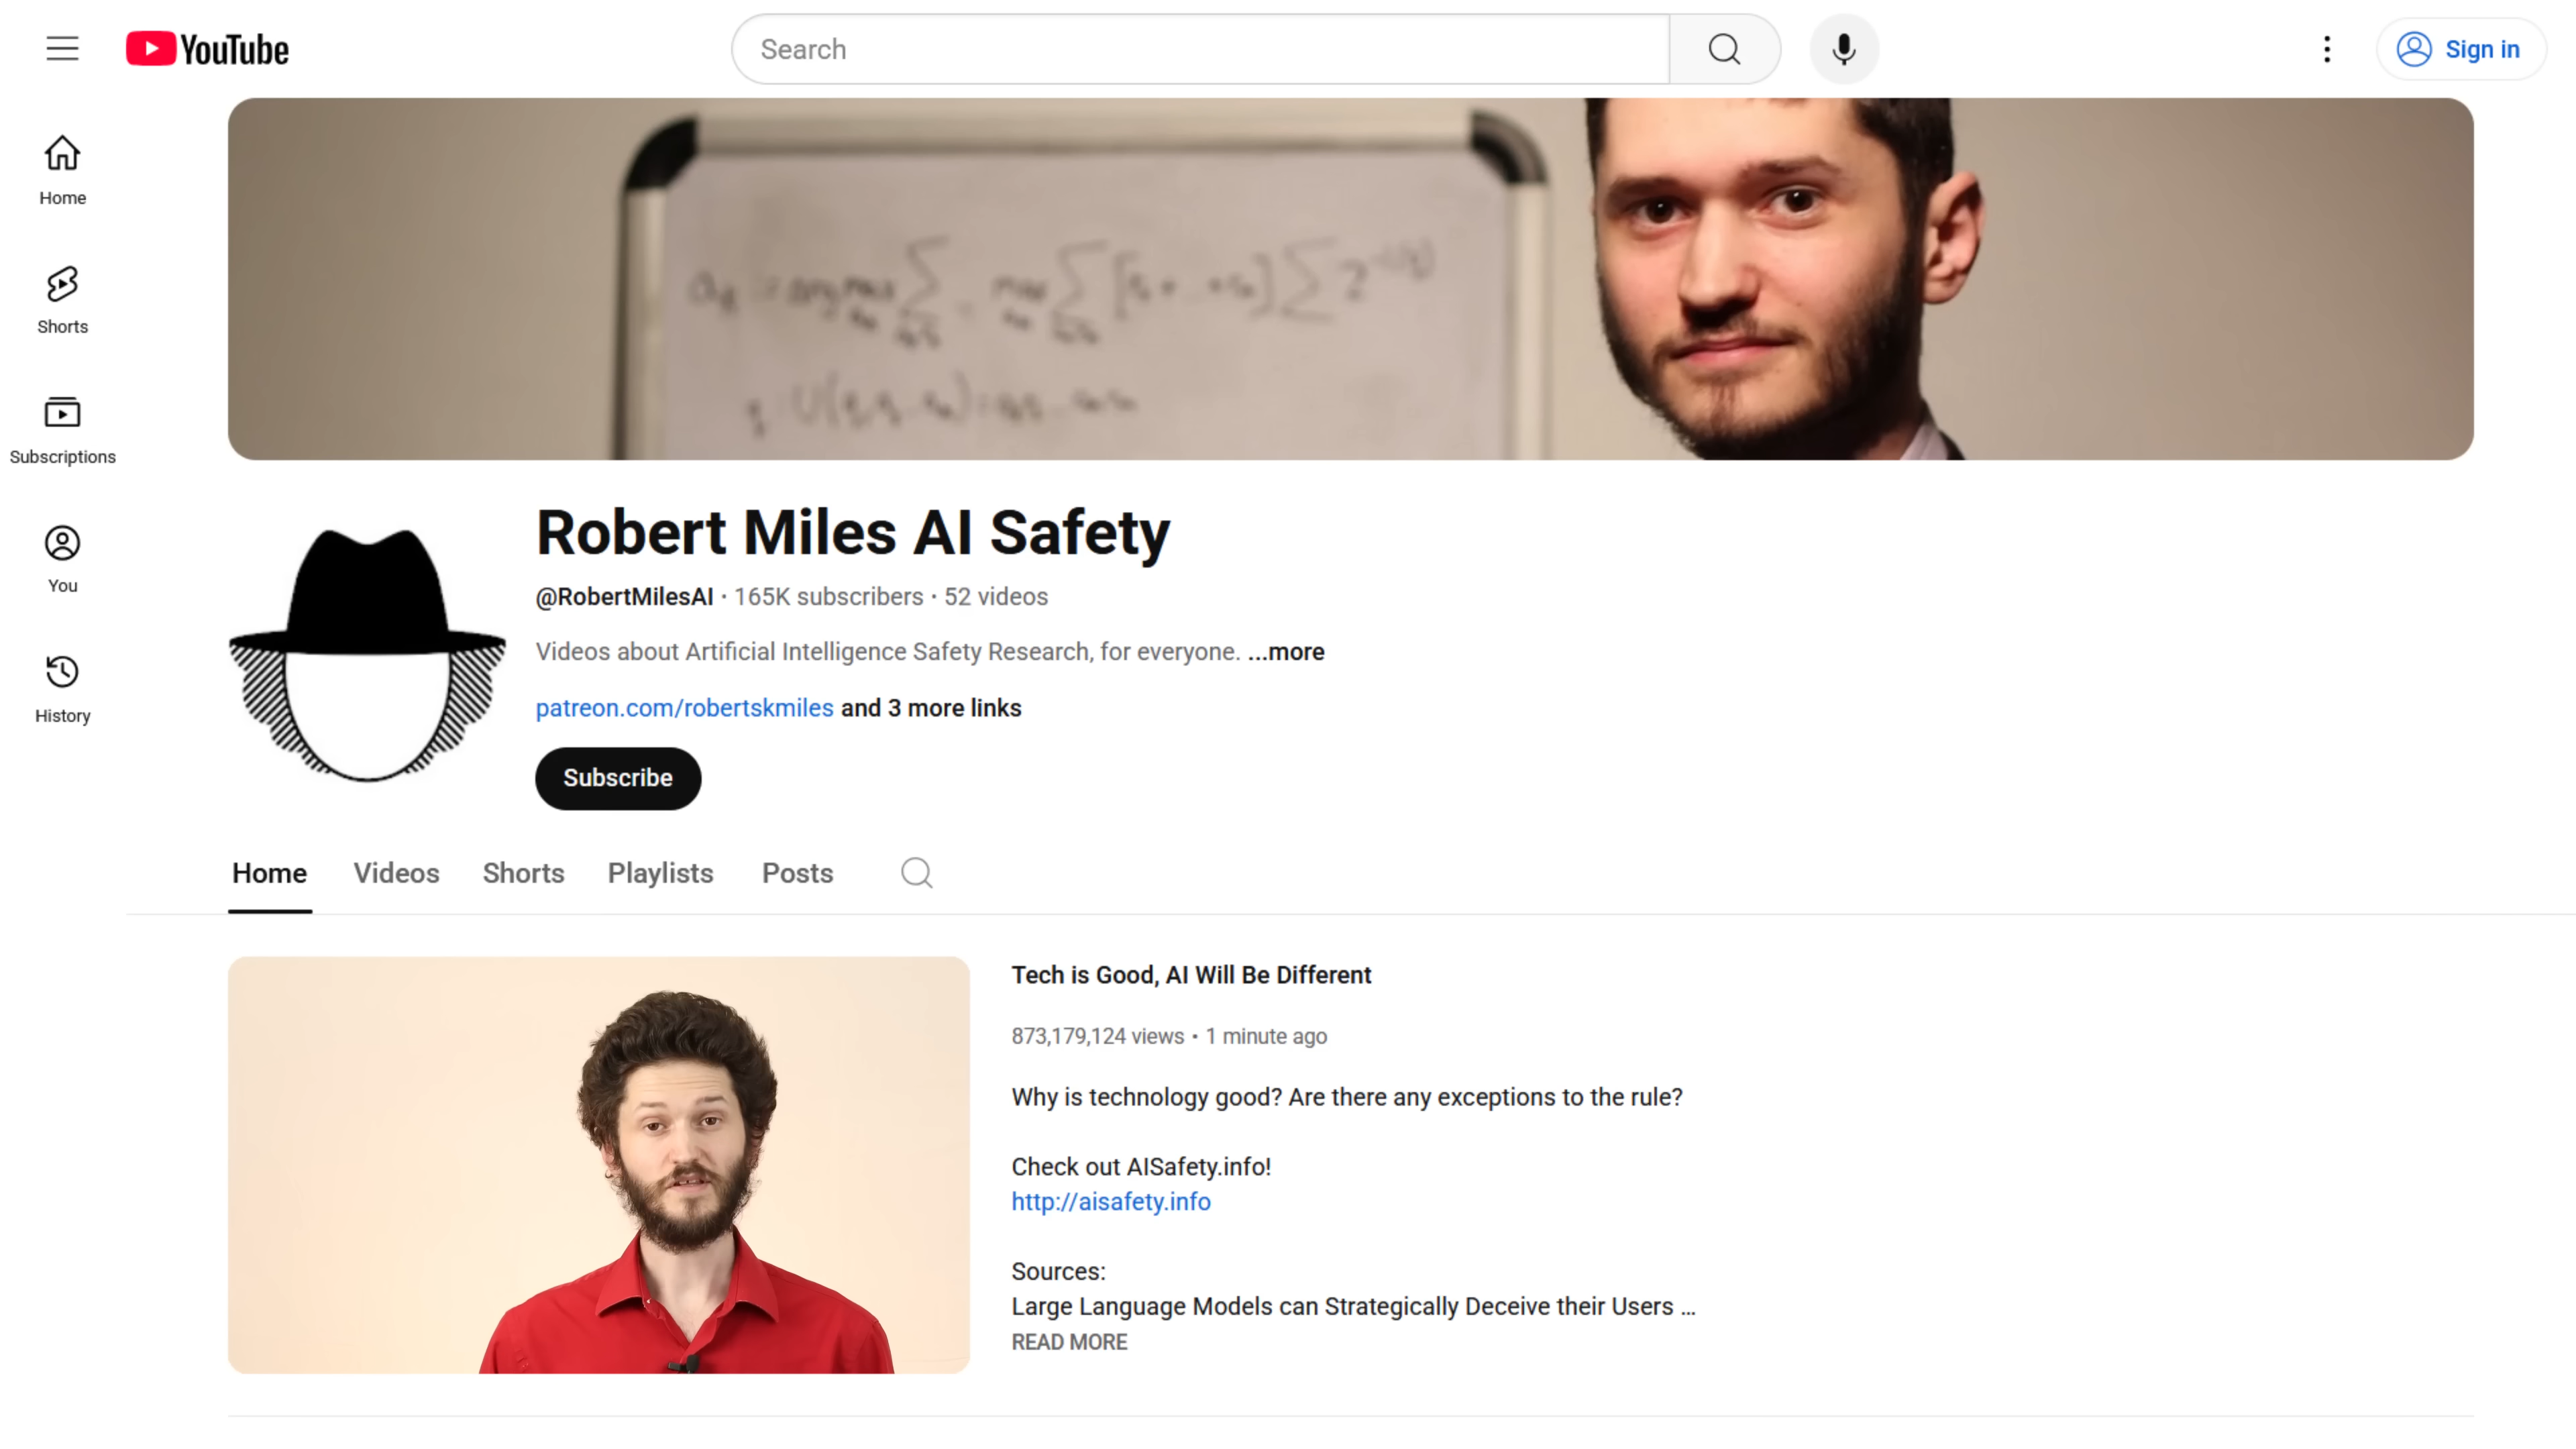 YouTube
Search
Sign in
Home
Shorts
Subscriptions
You
History
Robert Miles AI Safety
@RobertMilesAI · 165K subscribers · 52 videos
Videos about Artificial Intelligence Safety Research, for everyone. ...more
patreon.com/robertskmiles and 3 more links
Subscribe
Home Videos Shorts Playlists Posts
Tech is Good, AI Will Be Different
873,179,124 views • 1 minute ago
Why is technology good? Are there any exceptions to the rule?
Check out AISafety.info!
http://aisafety.info
Sources:
Large Language Models can Strategically Deceive their Users ...
READ MORE